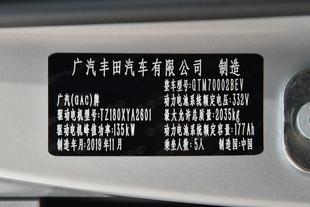 广汽丰田汽车有限公司 制造
整车型号:GTM70002BEV
广汽(GAC)牌 动力电池系统额定电压:332V
驱动电机型号:TZ180XYA2601 最大允许总质量:2035kg
驱动电机峰值功率:135kW 动力电池系统额定容量:177Ah
制造年月:2019年11月 乘坐人数:5人 制造国:中国